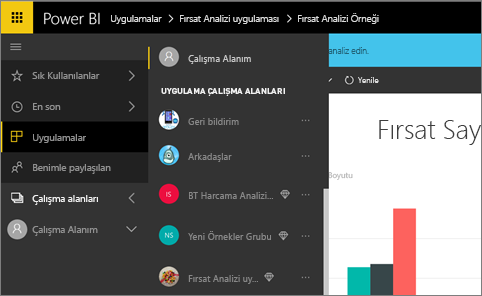 Power BI Uygulamalar > Fırsat Analizi uygulaması > Fırsat Analizi Örneği
Sık Kullanılanlar
En son
Uygulamalar
Benimle paylaşılan
Çalışma alanları
Çalışma Alanım
Çalışma Alanım
UYGULAMA ÇALIŞMA ALANLARI
Geri bildirim
Arkadaşlar
IS BT Harcama Analizi...
NS Yeni Örnekler Grubu
Fırsat Analizi uy...
analiz edin.
Yenile
Fırsat Say
Boyutu